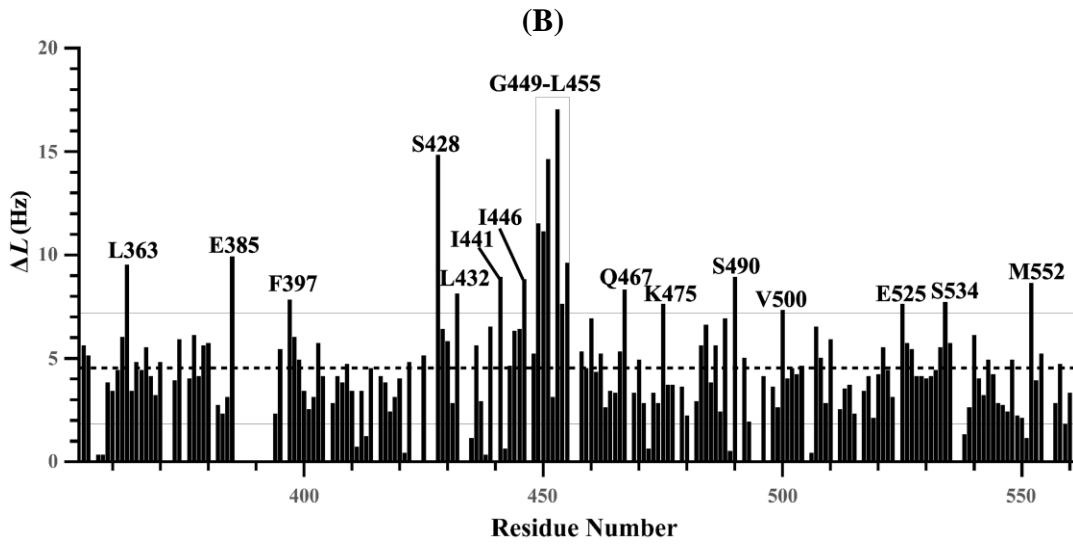 (B)
20
G449-L455
S428
15
I446
I441
L363
E385
F397
L432
Q467
K475
S490
V500
E525
S534
M552
ΔL (Hz)
10
5
0
400
450
500
550
Residue Number